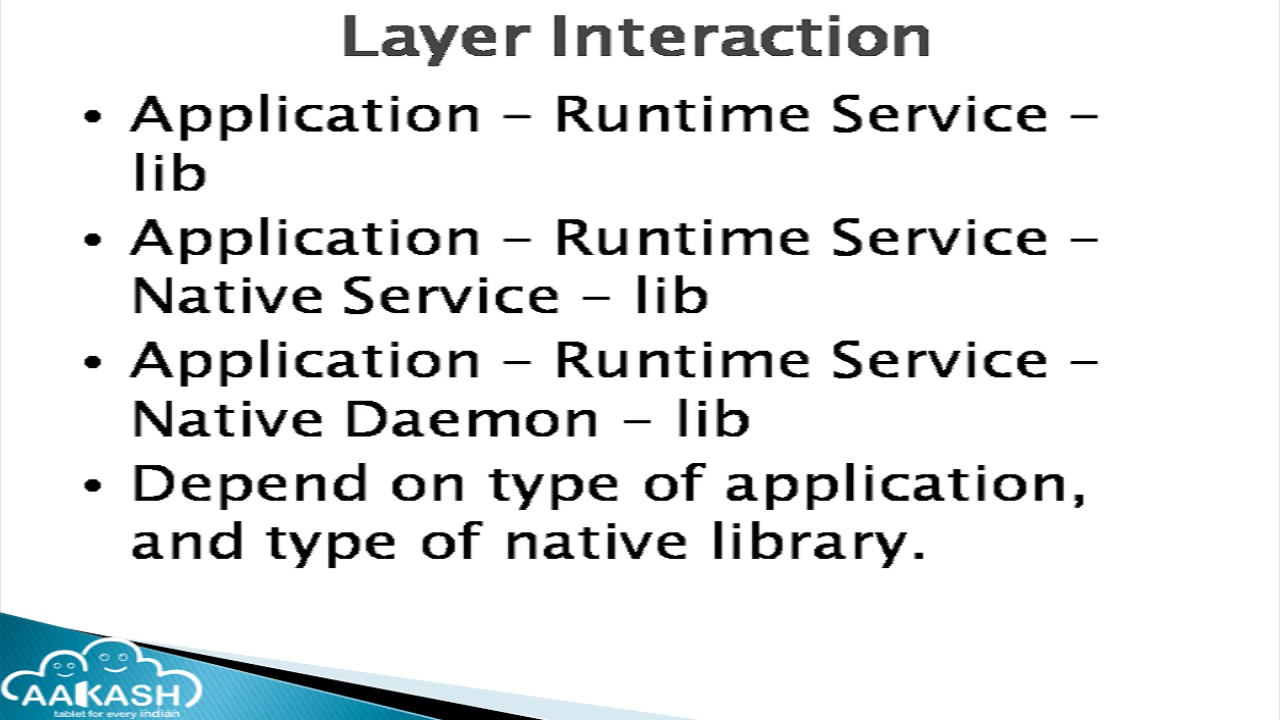 Layer Interaction
• Application – Runtime Service –
lib
• Application – Runtime Service –
Native Service – lib
• Application – Runtime Service –
Native Daemon – lib
• Depend on type of application,
and type of native library.
AAKASH
tablet for every indian